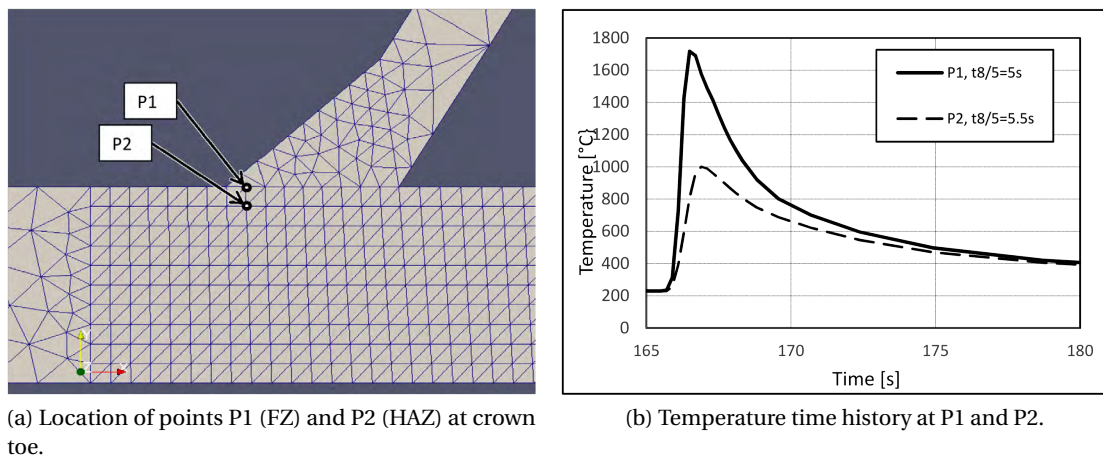 P1
P2
Y
Z
X
(a) Location of points P1 (FZ) and P2 (HAZ) at crown
toe.
1800
1600
1400
1200
1000
800
600
400
200
0
Temperature [°C]
165
170
175
180
Time [s]
P1, t8/5=5s
P2, t8/5=5.5s
(b) Temperature time history at P1 and P2.